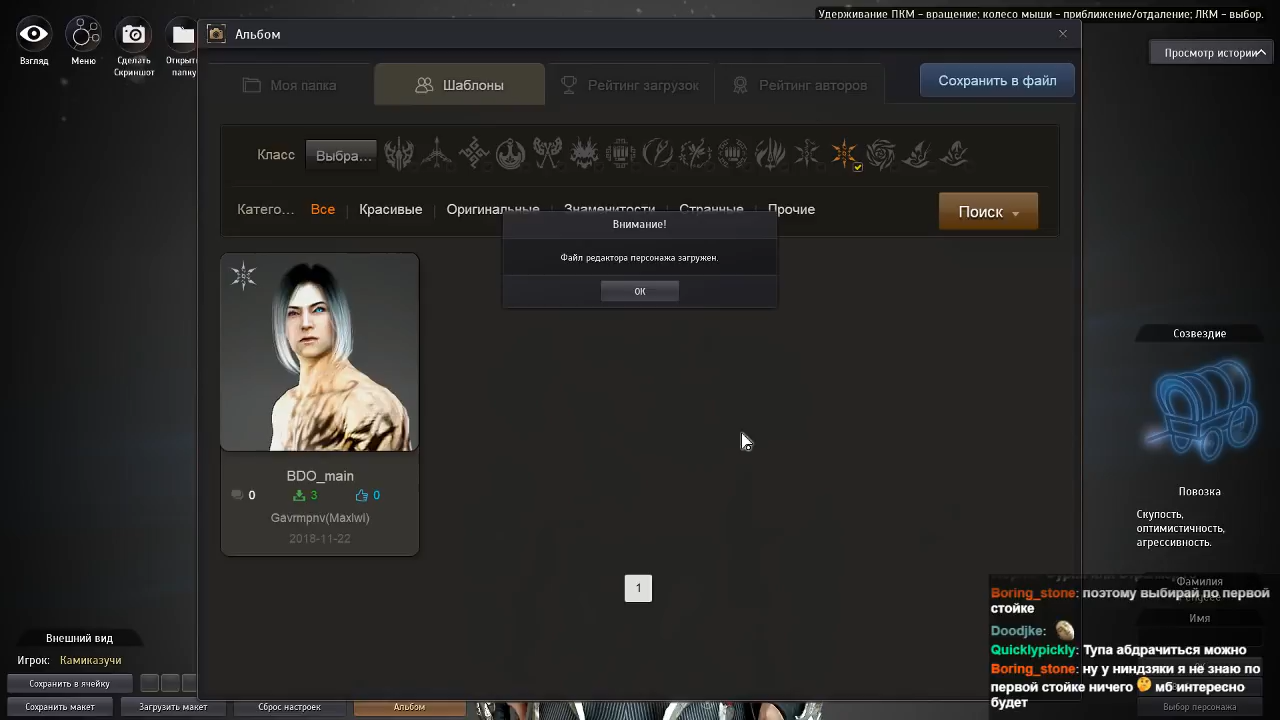 Удерживание ПКМ - вращение; колесо мыши - приближение/отдаление; ЛКМ - выбор.
Альбом
Взгляд
Меню
Сделать
Скриншот
Открыть
папку
Просмотр истории
Моя папка
Шаблоны
Рейтинг загрузок
Рейтинг авторов
Сохранить в файл
Класс
Выбра...
Катего...
Все
Красивые
Оригинальные
Знаменитости
Странные
Прочие
Поиск
Внимание!
Файл редактора персонажа загружен.
ОК
BDO_main
0
3
0
Gavrmpnv(Maxlwl)
2018-11-22
1
Созвездие
Повозка
Скупость,
оптимистичность,
агрессивность.
Фамилия
Имя
Boring_stone: поэтому выбирай по первой
стойке
Doodjke:
Quicklypickly: Тупа абдрачиться можно
Boring_stone: ну у ниндзяки я нё знаю по
первой стойке ничего 🤔 мб интересно
будет
Выбор персонажа
Внешний вид
Игрок: Камиказучи
Сохранить в ячейку
Сохранить макет
Загрузить макет
Сброс настроек
Альбом